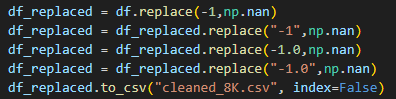 df_replaced = df.replace(-1,np.nan)
df_replaced = df_replaced.replace("-1",np.nan)
df_replaced = df_replaced.replace(-1.0,np.nan)
df_replaced = df_replaced.replace("-1.0",np.nan)
df_replaced.to_csv("cleaned_8K.csv", index=False)